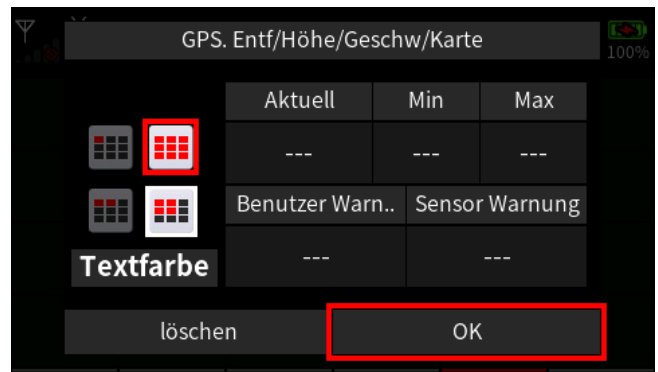 GPS. Entf/Höhe/Geschw/Karte
100%
Aktuell Min Max
--- --- ---
Benutzer Warn.. Sensor Warnung
--- ---
Textfarbe
löschen OK